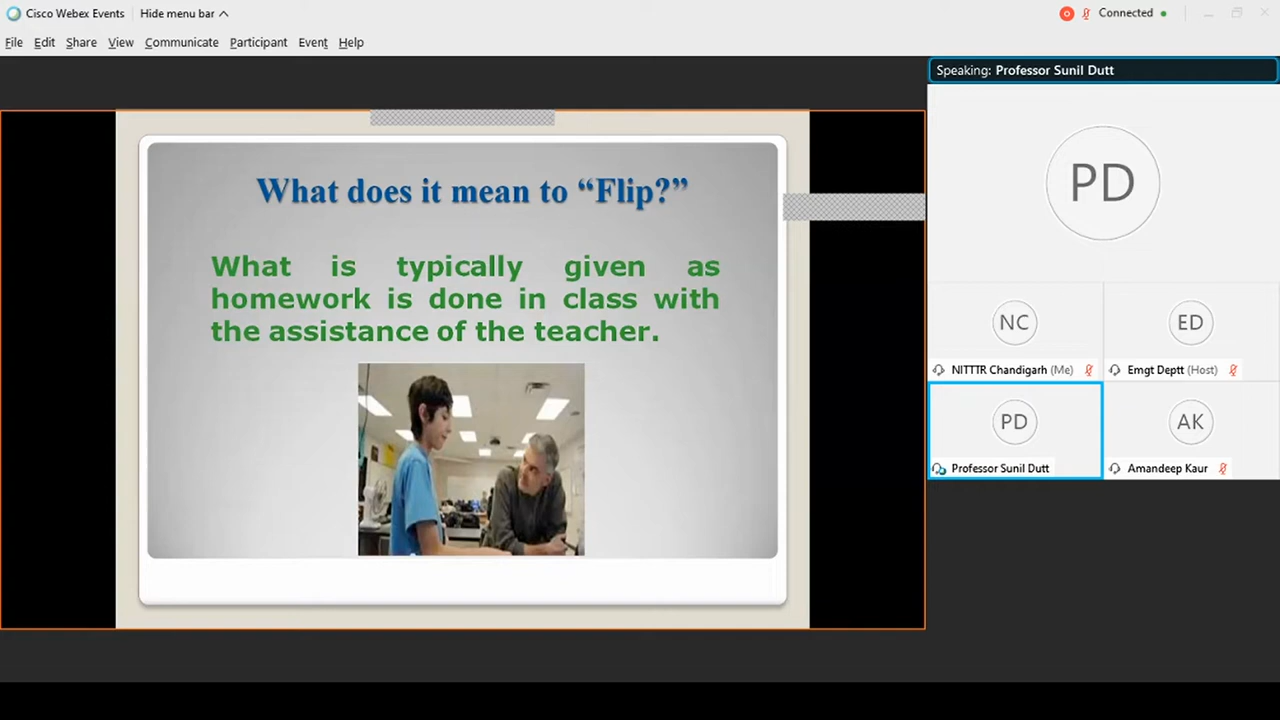 Cisco Webex Events
Hide menu bar
Connected
File Edit Share View Communicate Participant Event Help
Speaking: Professor Sunil Dutt
What does it mean to “Flip?”
What is typically given as
homework is done in class with
the assistance of the teacher.
PD
NC
NITTTR Chandigarh (Me)
ED
Emgt Deptt (Host)
PD
Professor Sunil Dutt
AK
Amandeep Kaur